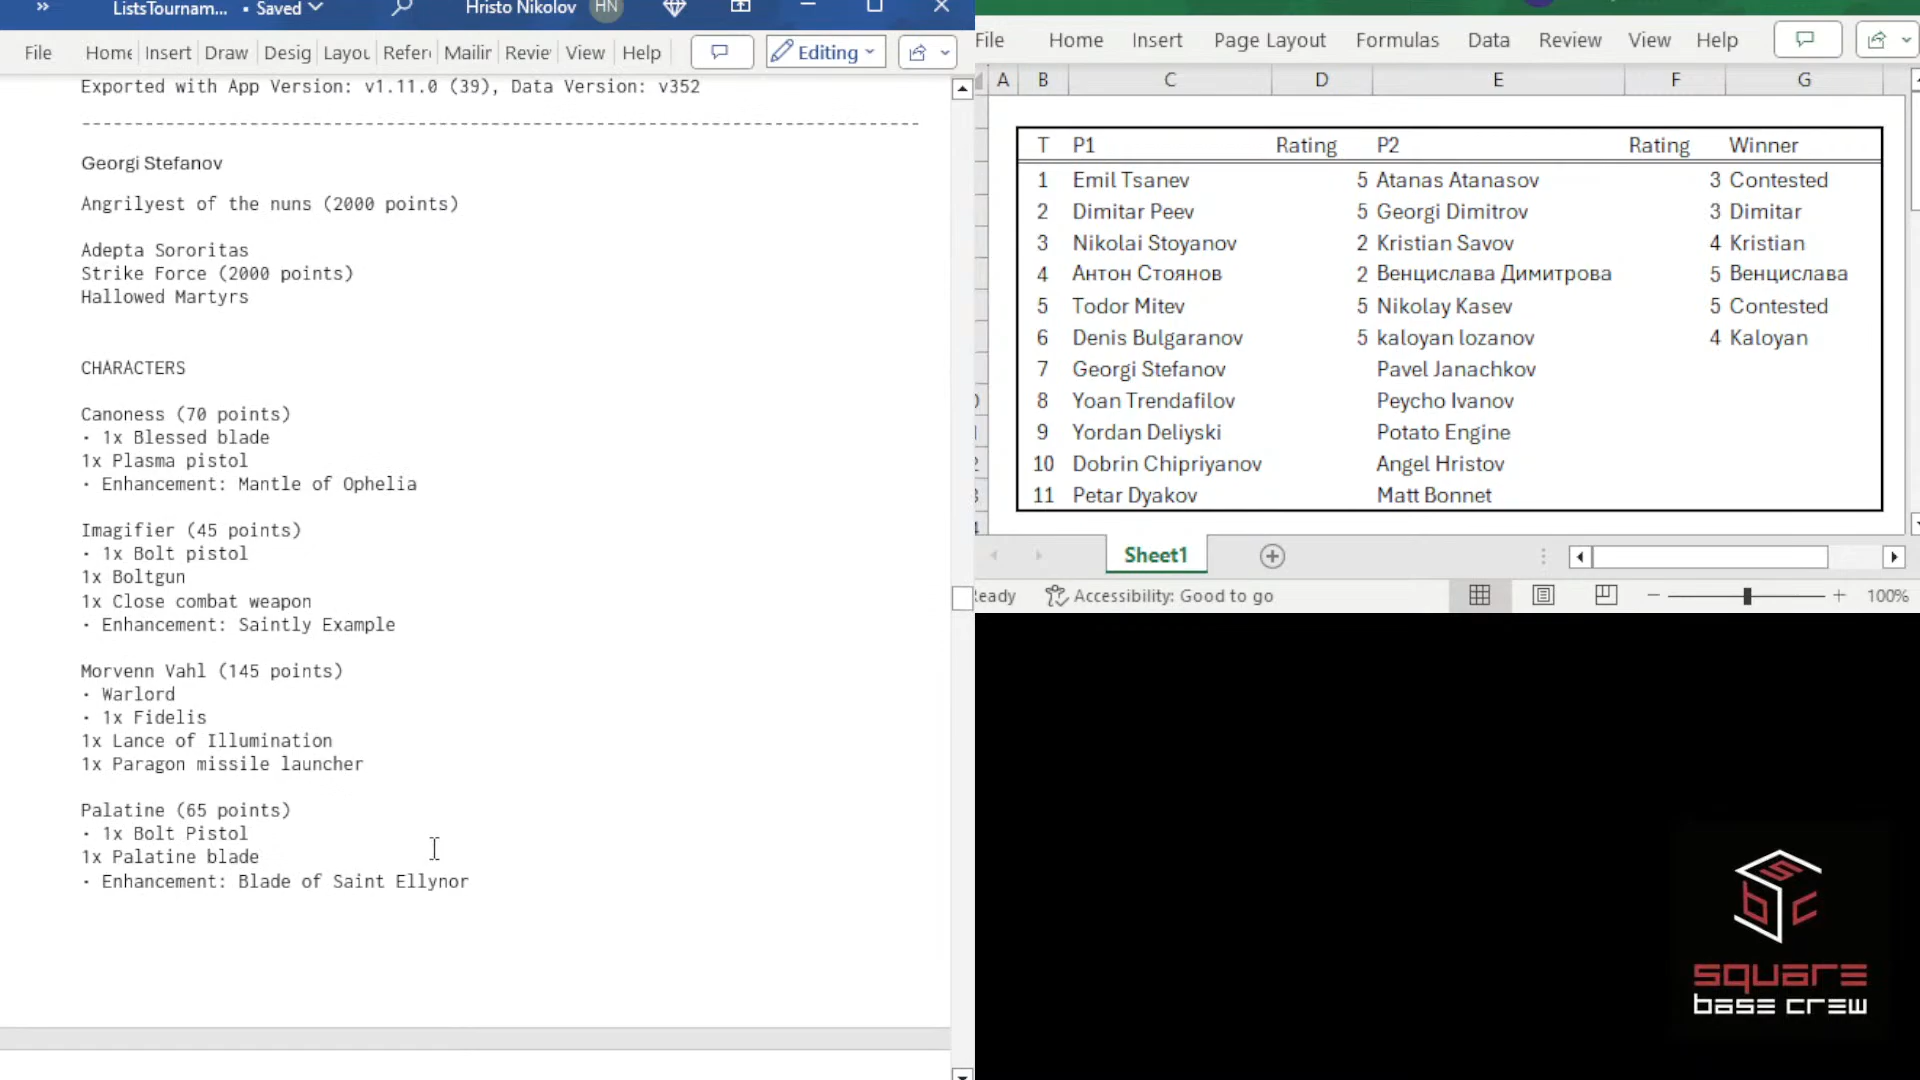 ListsTournam... • Saved
Hristo Nikolov HN
File Home Insert Draw Desig Layou Refer Mailir Revie View Help Editing
Exported with App Version: v1.11.0 (39), Data Version: v352
Georgi Stefanov
Angrilyest of the nuns (2000 points)
Adepta Sororitas
Strike Force (2000 points)
Hallowed Martyrs
CHARACTERS
Canoness (70 points)
• 1x Blessed blade
1x Plasma pistol
• Enhancement: Mantle of Ophelia
Imagifier (45 points)
• 1x Bolt pistol
1x Boltgun
1x Close combat weapon
• Enhancement: Saintly Example
Morvenn Vahl (145 points)
• Warlord
• 1x Fidelis
1x Lance of Illumination
1x Paragon missile launcher
Palatine (65 points)
• 1x Bolt Pistol
1x Palatine blade
• Enhancement: Blade of Saint Ellynor
File Home Insert Page Layout Formulas Data Review View Help
A B C D E F G
T P1 Rating P2 Rating Winner
1 Emil Tsanev 5 Atanas Atanasov 3 Contested
2 Dimitar Peev 5 Georgi Dimitrov 3 Dimitar
3 Nikolai Stoyanov 2 Kristian Savov 4 Kristian
4 Антон Стоянов 2 Венцислава Димитрова 5 Венцислава
5 Todor Mitev 5 Nikolay Kasev 5 Contested
6 Denis Bulgaranov 5 kaloyan lozanov 4 Kaloyan
7 Georgi Stefanov Pavel Janachkov
8 Yoan Trendafilov Peycho Ivanov
9 Yordan Deliyski Potato Engine
10 Dobrin Chipriyanov Angel Hristov
11 Petar Dyakov Matt Bonnet
Sheet1
Ready Accessibility: Good to go 100%
sbc
square
base crew